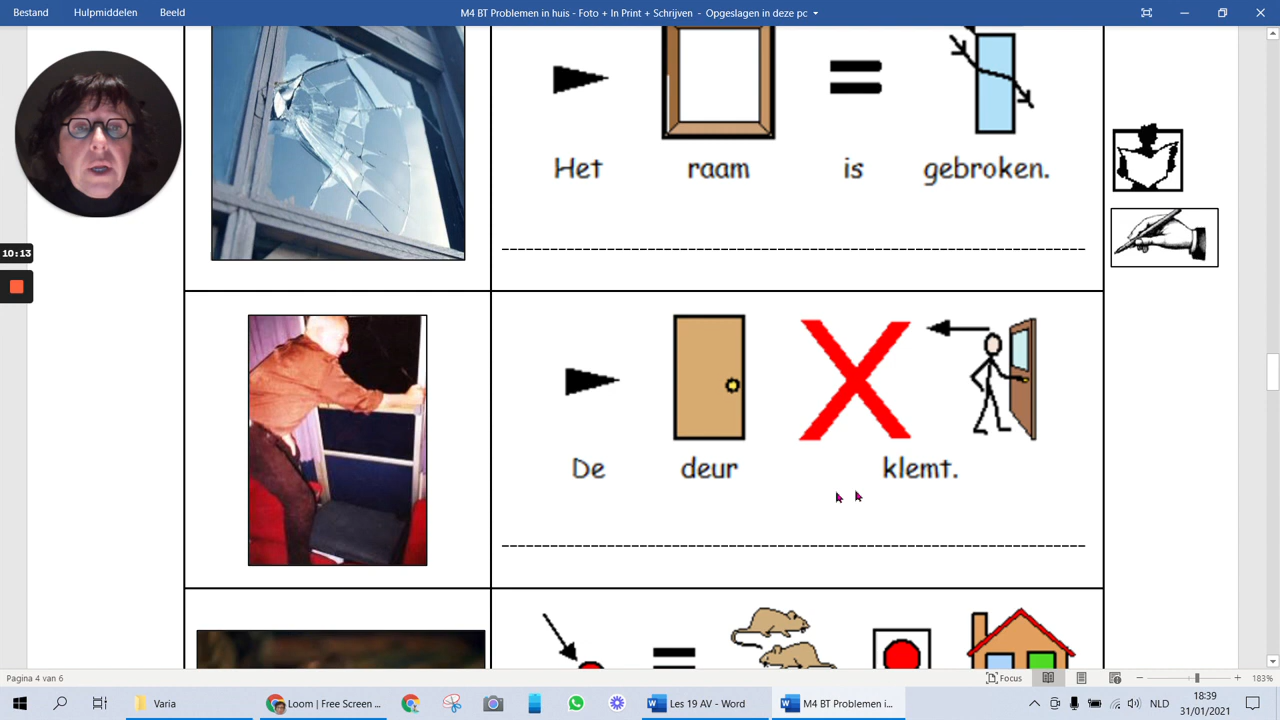 Bestand Hulpmiddelen Beeld M4 BT Problemen in huis - Foto + In Print + Schrijven - Opgeslagen in deze pc
Het raam is gebroken.
10:13
De deur klemt.
Pagina 4 van 6 Focus 183%
Varia Loom | Free Screen ... Les 19 AV - Word M4 BT Problemen i... NLD 18:39
31/01/2021